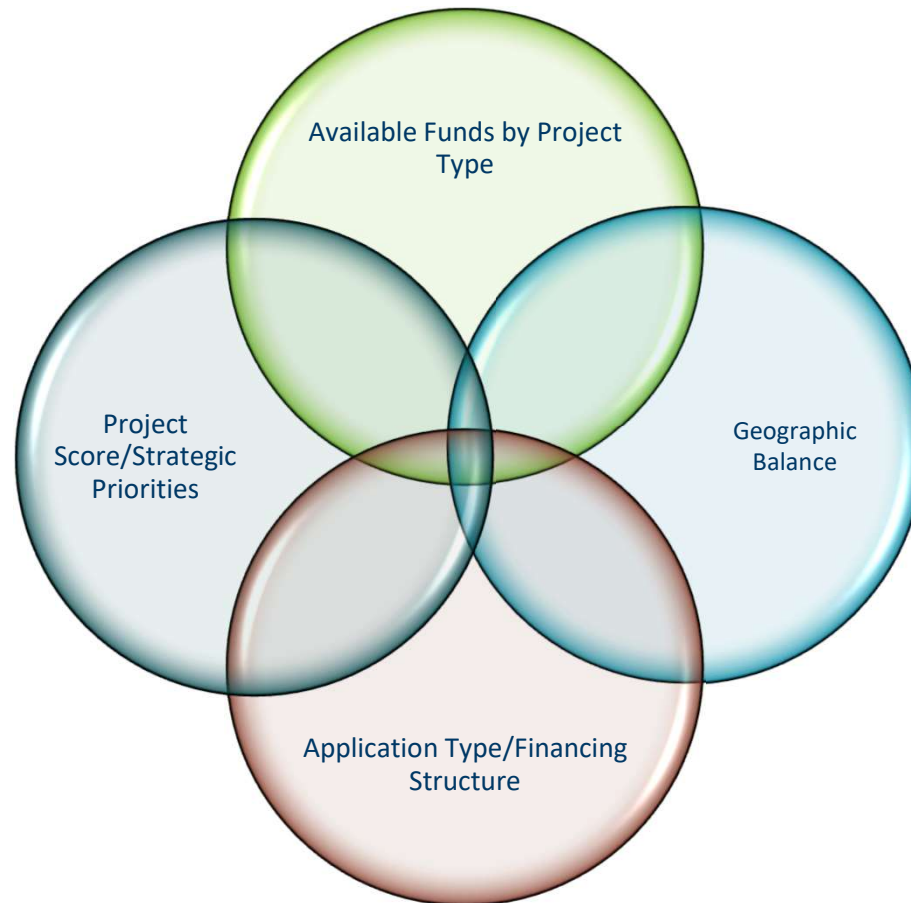 Available Funds by Project
Type
Project
Score/Strategic
Priorities
Geographic
Balance
Application Type/Financing
Structure